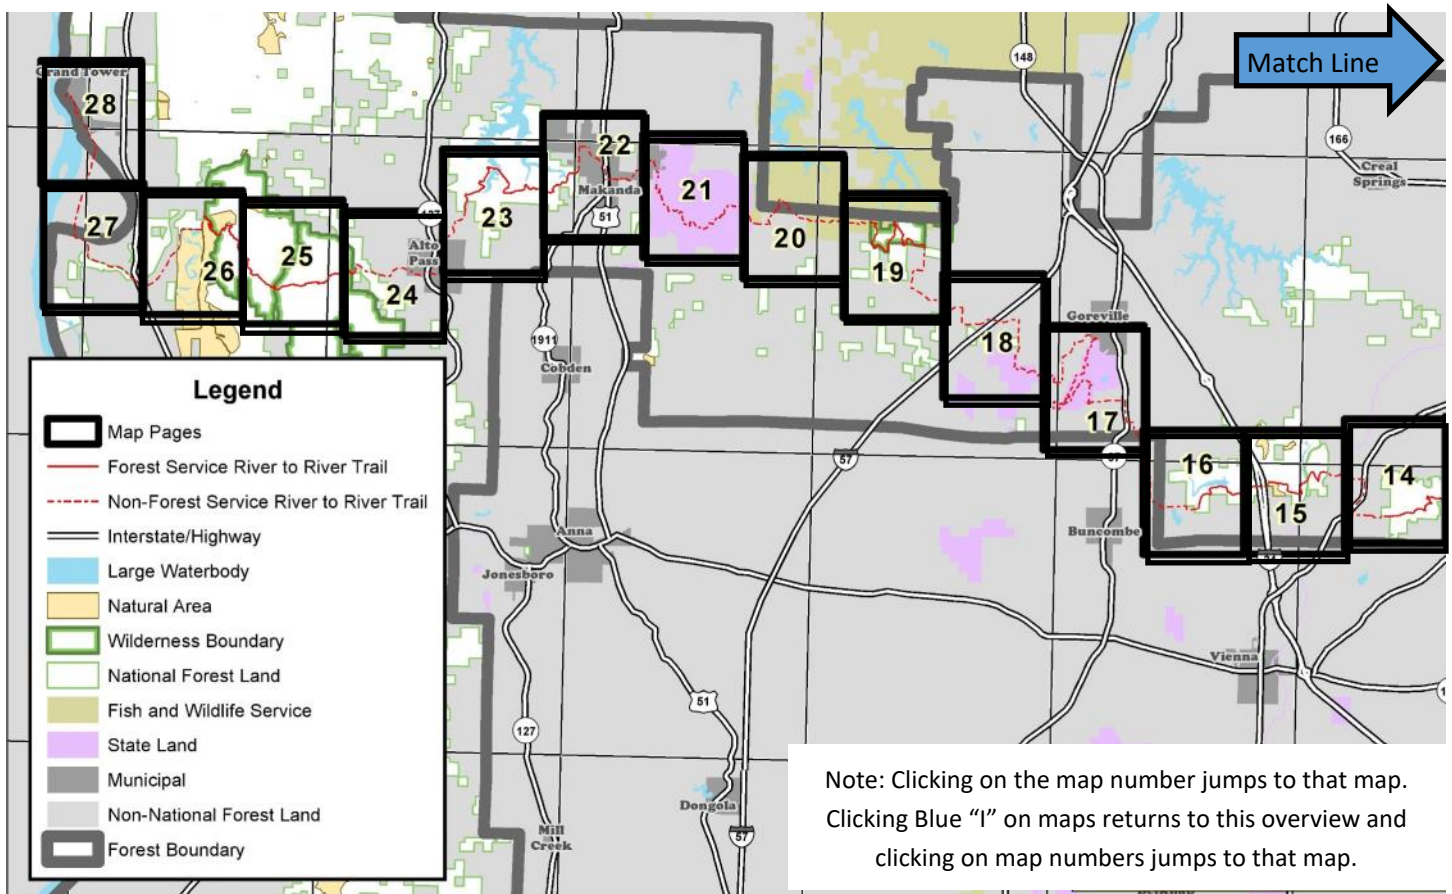 Match Line
148
166
Creal
Springs
Grand Tower
28
22
Makanda
21
23
51
127
27
26
25
Alto
Pass
24
20
19
18
Goreville
17
1911
Cobden
57
16
15
14
Legend
Map Pages
Forest Service River to River Trail
Non-Forest Service River to River Trail
Interstate/Highway
Large Waterbody
Natural Area
Wilderness Boundary
National Forest Land
Fish and Wildlife Service
State Land
Municipal
Non-National Forest Land
Forest Boundary
Anna
Jonesboro
Buncombe
Vienna
51
127
Dongola
57
Mill
Creek
Note: Clicking on the map number jumps to that map.
Clicking Blue “I” on maps returns to this overview and
clicking on map numbers jumps to that map.